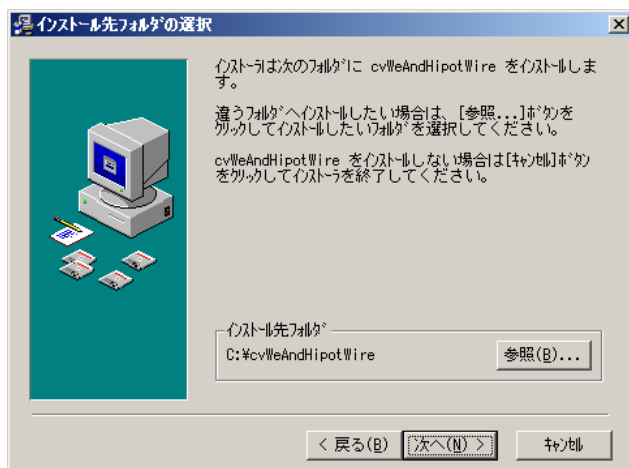 インストール先フォルダの選択
インストーラは次のフォルダに cvWeAndHipotWire をインストールしま
す。
違うフォルダへインストールしたい場合は、[参照...]ボタンを
クリックしてインストールしたいフォルダを選択してください。
cvWeAndHipotWire をインストールしない場合は[キャンセル]ボタン
をクリックしてインストーラを終了してください。
インストール先フォルダ
C:¥cvWeAndHipotWire
参照(B)...
< 戻る(B)
次へ(N) >
キャンセル